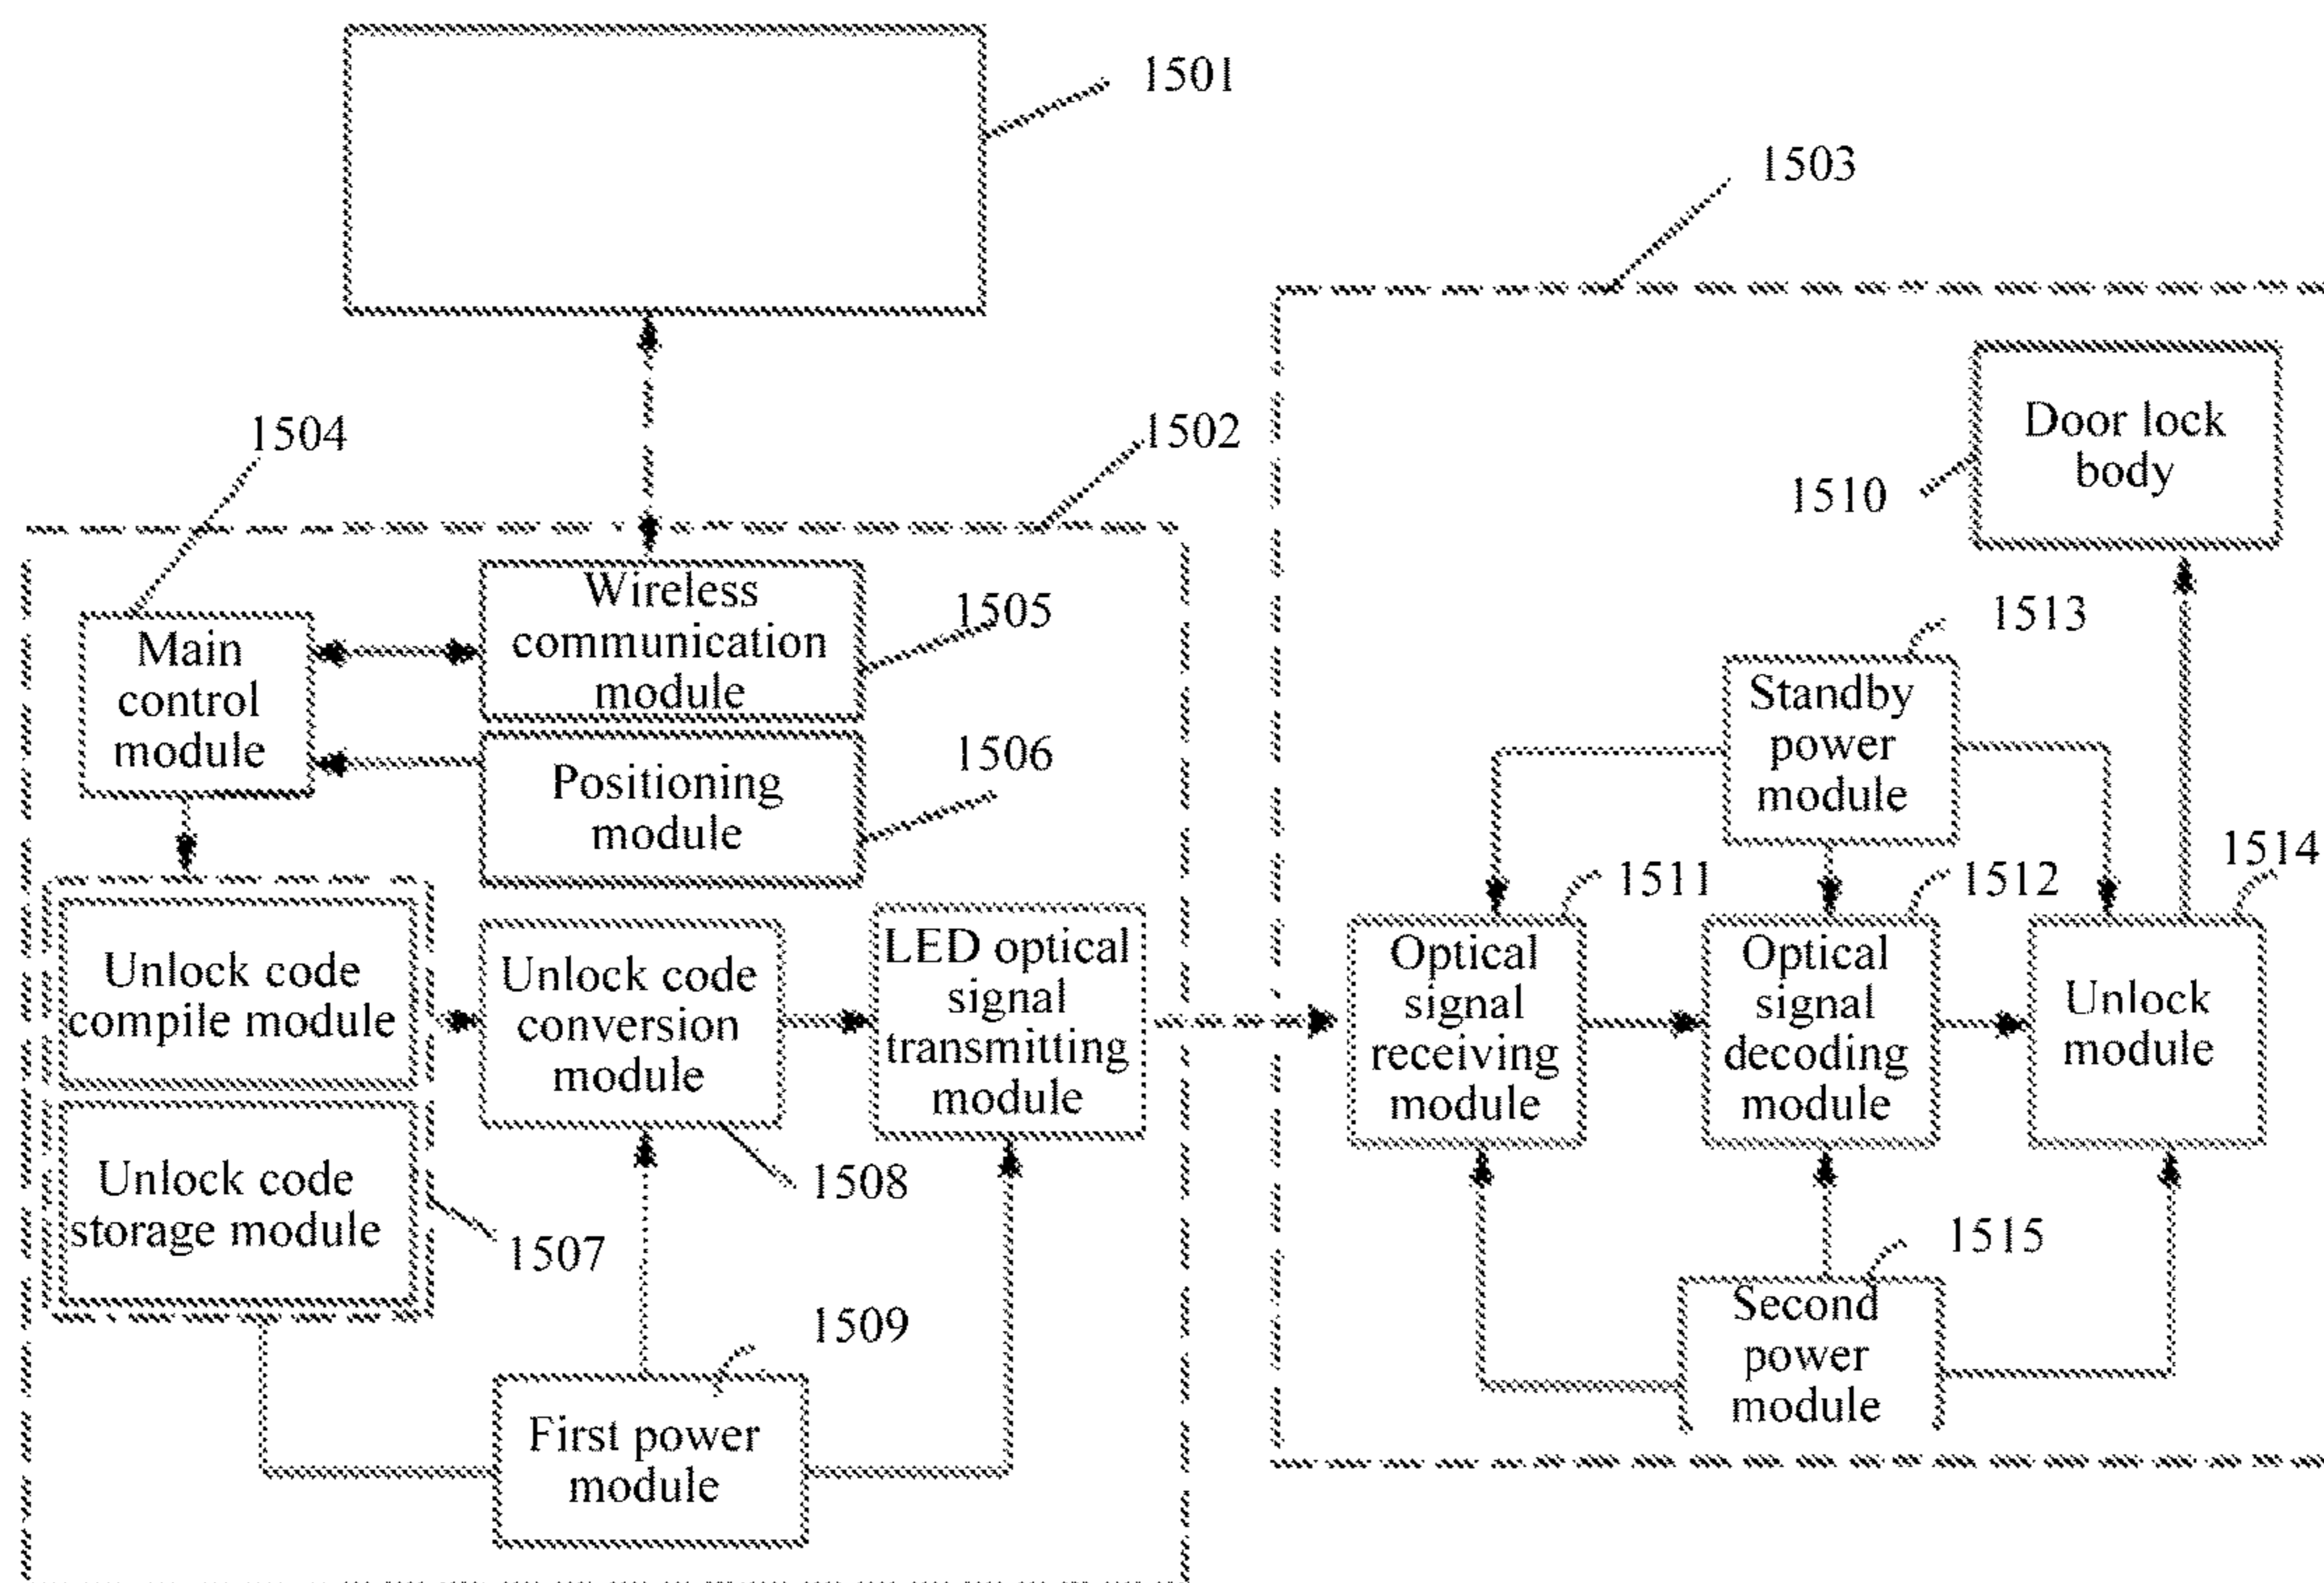 1501
1503
1504
1502
Door lock
body
1510
Wireless
communication
module
1505
Main
control
module
1506
Positioning
module
1513
Standby
power
module
1511
1512
1514
Unlock code
compile module
Unlock code
conversion
module
LED optical
signal
transmitting
module
Optical
signal
receiving
module
Optical
signal
decoding
module
Unlock
module
Unlock code
storage module
1508
1507
1515
1509
Second
power
module
First power
module